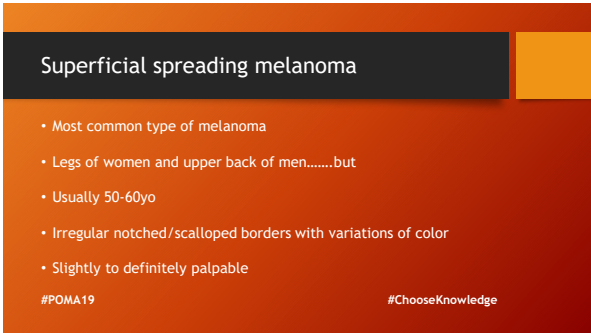 Superficial spreading melanoma
• Most common type of melanoma
• Legs of women and upper back of men…….but
• Usually 50-60yo
• Irregular notched/scalloped borders with variations of color
• Slightly to definitely palpable
#POMA19 #ChooseKnowledge